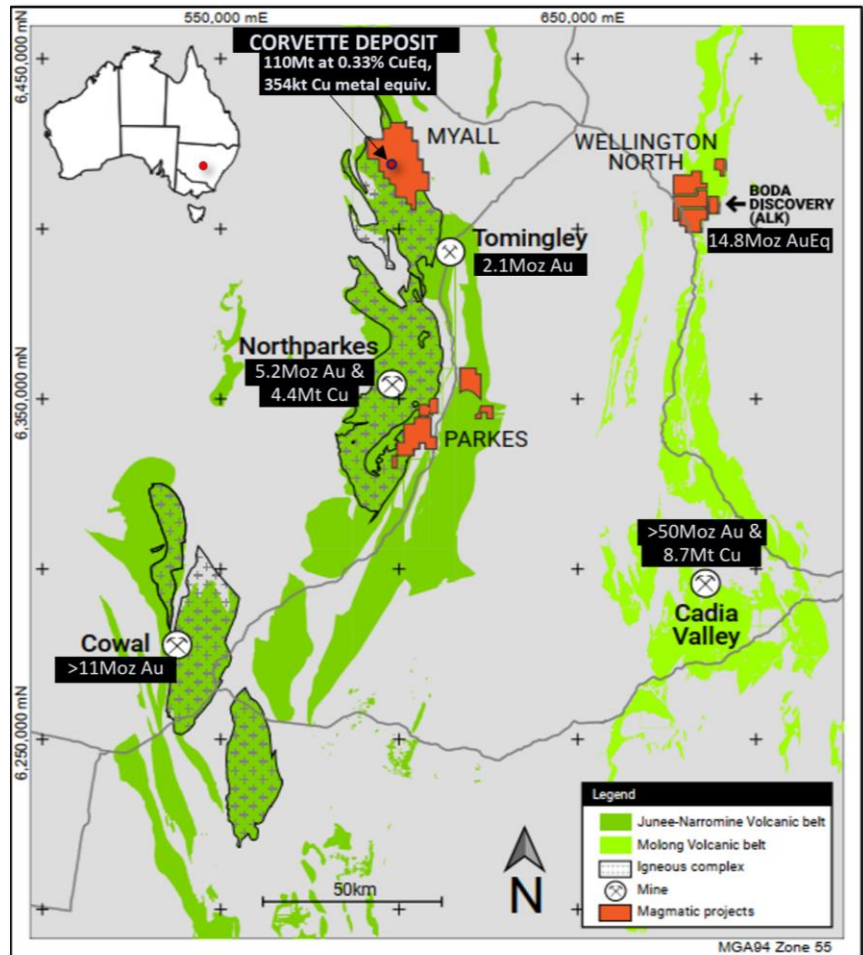 550,000 mE
650,000 mE
6,450,000 mN
CORVETTE DEPOSIT
110Mt at 0.33% CuEq,
354kt Cu metal equiv.
MYALL
WELLINGTON
NORTH
BODA
DISCOVERY
(ALK)
14.8Moz AuEq
Tomingley
2.1Moz Au
Northparkes
5.2Moz Au &
4.4Mt Cu
6,350,000 mN
PARKES
>50Moz Au &
8.7Mt Cu
Cadia
Valley
Cowal
>11Moz Au
6,250,000 mN
Legend
Junee-Narromine Volcanic belt
Molong Volcanic belt
Igneous complex
Mine
Magmatic projects
50km
N
MGA94 Zone 55